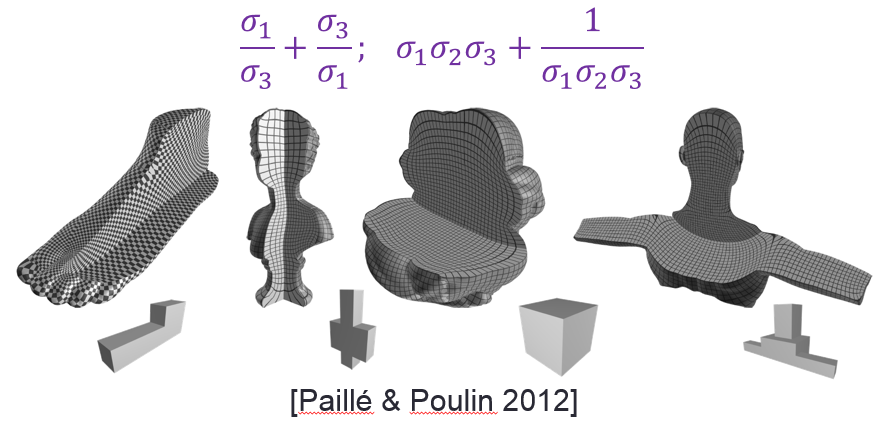 σ₁/σ₃ + σ₃/σ₁ ; σ₁σ₂σ₃ + 1/σ₁σ₂σ₃
[Paillé & Poulin 2012]